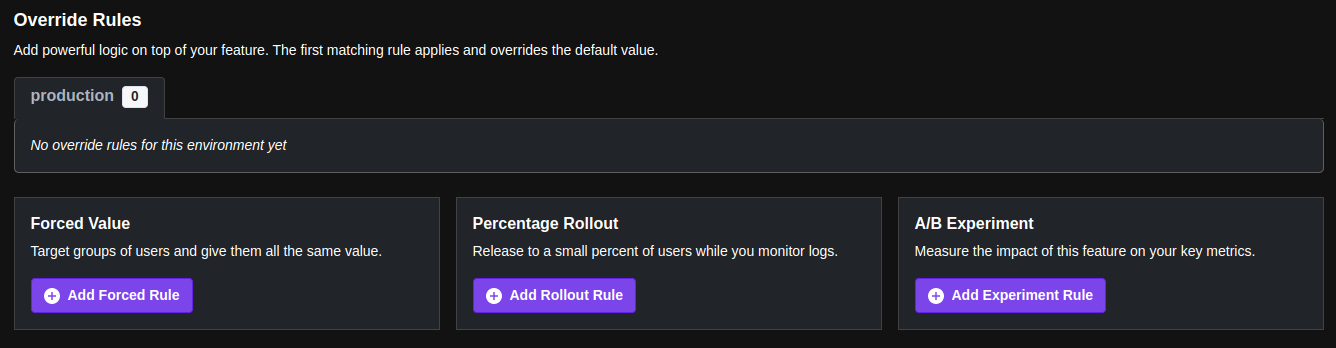 Override Rules
Add powerful logic on top of your feature. The first matching rule applies and overrides the default value.
production 0
No override rules for this environment yet
Forced Value
Target groups of users and give them all the same value.
Add Forced Rule
Percentage Rollout
Release to a small percent of users while you monitor logs.
Add Rollout Rule
A/B Experiment
Measure the impact of this feature on your key metrics.
Add Experiment Rule